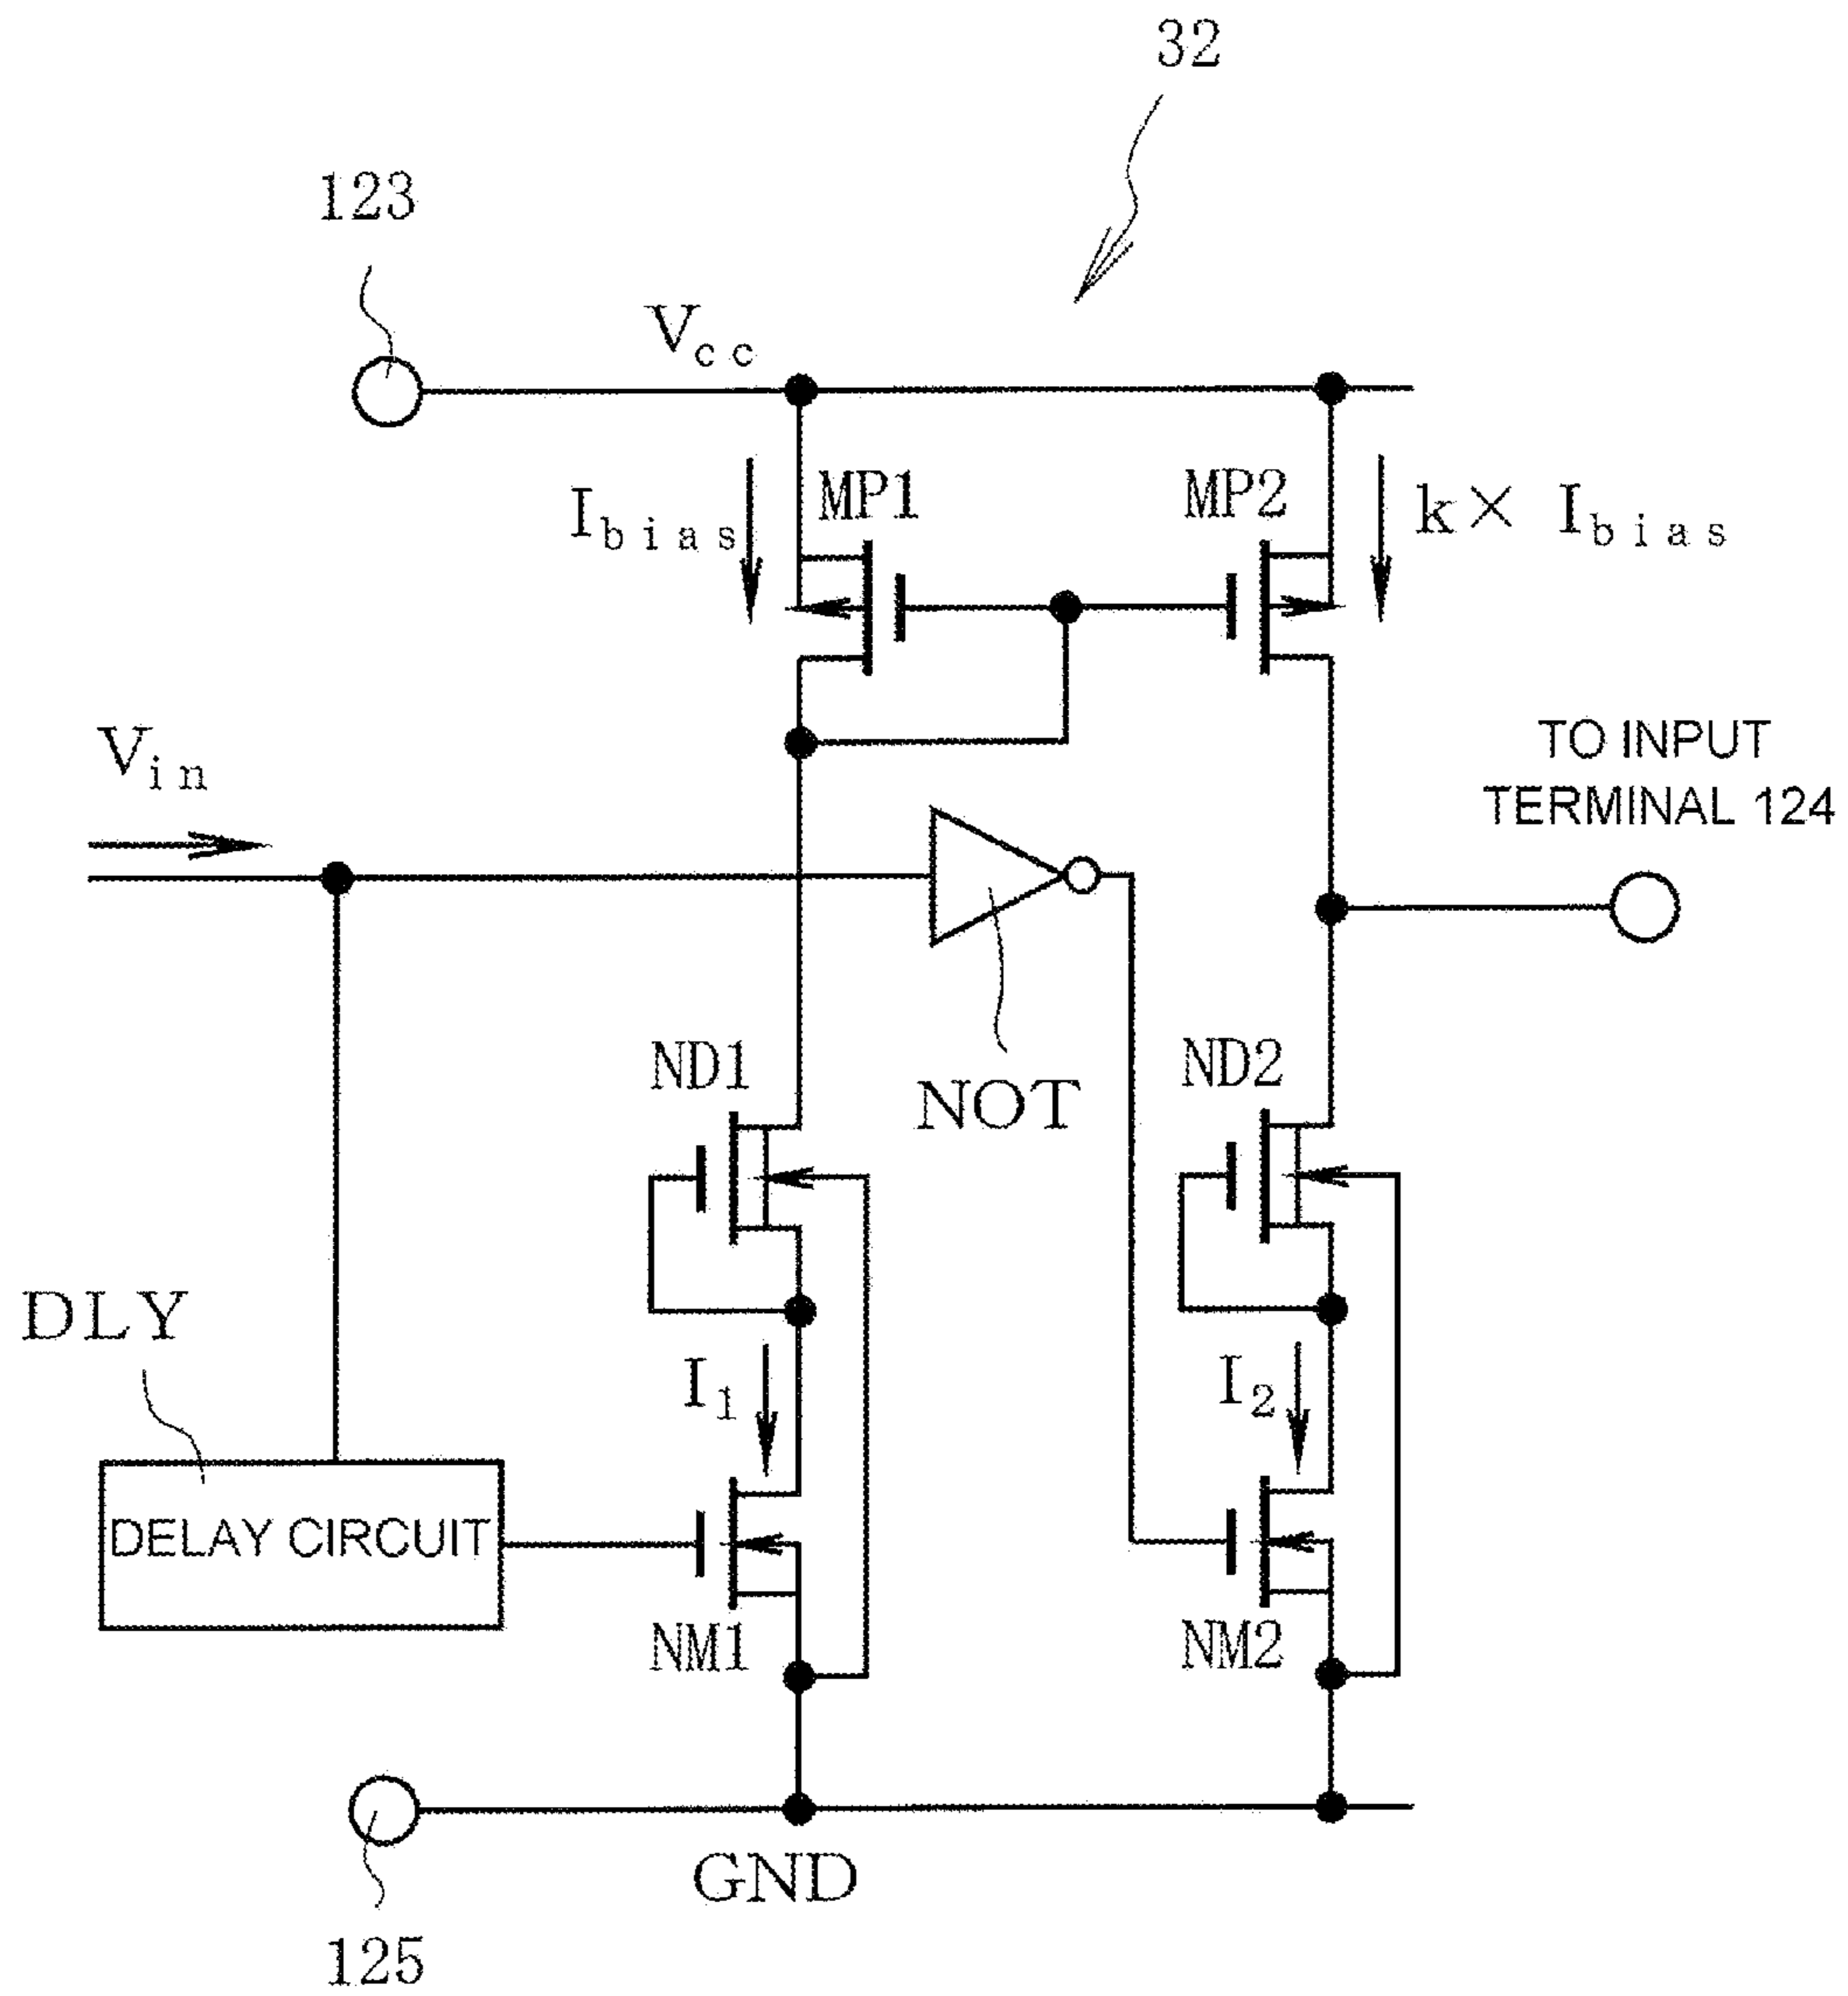 32
123
Vcc
Ibias
MP1
MP2
k× Ibias
Vin
TO INPUT
TERMINAL 124
ND1
NOT
ND2
DLY
I1
I2
DELAY CIRCUIT
NM1
NM2
GND
125